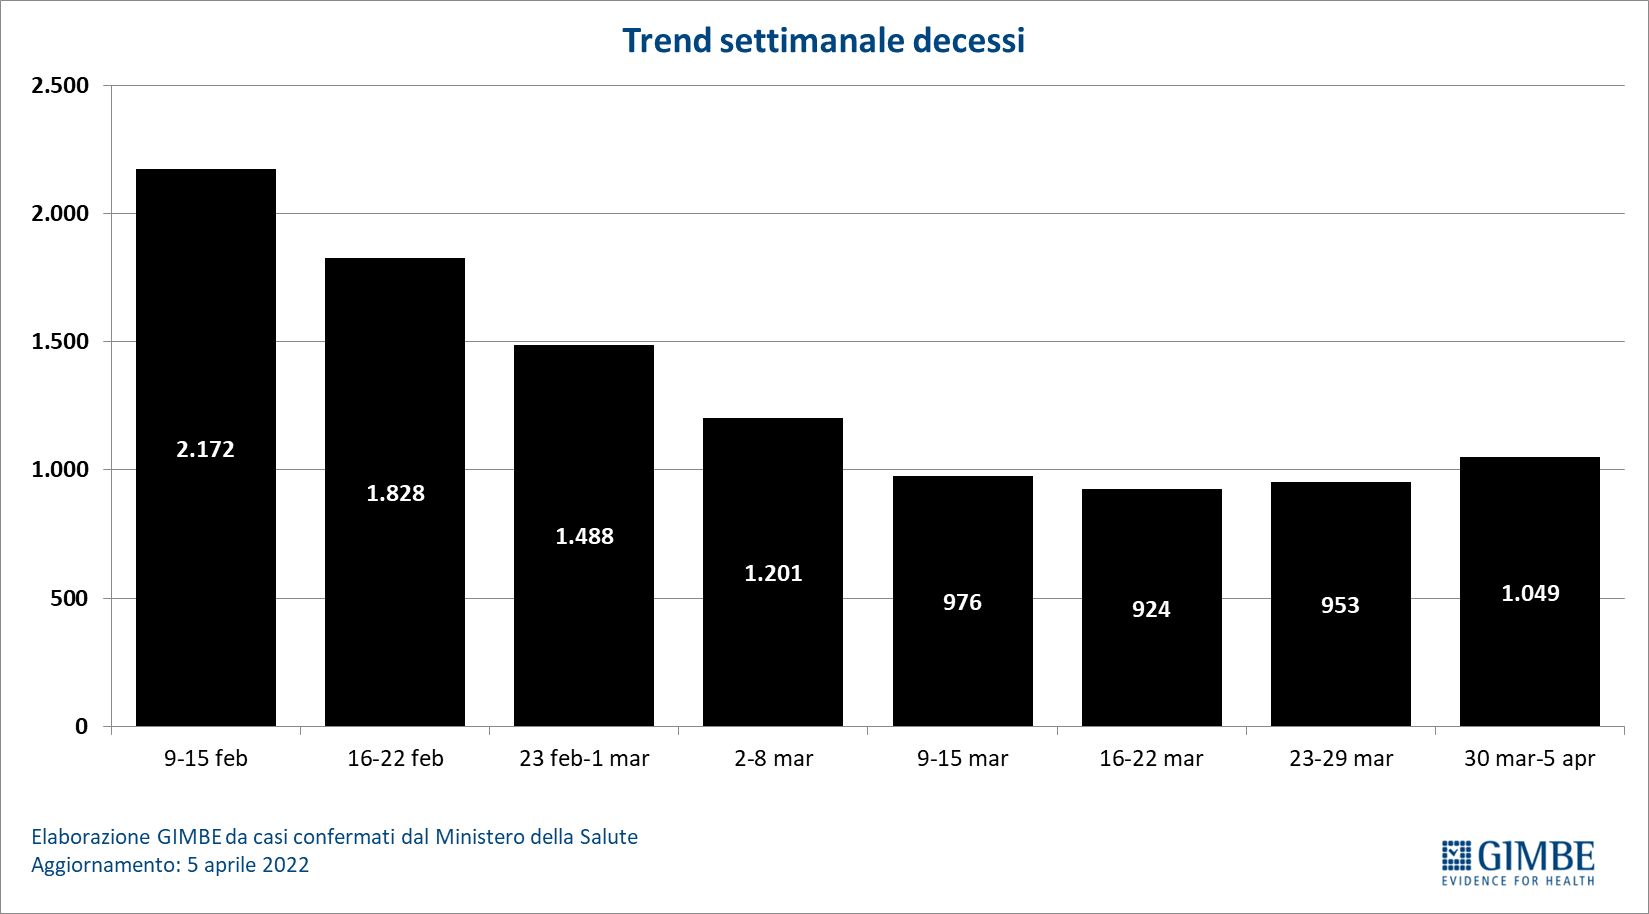 Trend settimanale decessi
2.500
2.000
1.500
1.000
500
0
2.172
1.828
1.488
1.201
976
924
953
1.049
9-15 feb
16-22 feb
23 feb-1 mar
2-8 mar
9-15 mar
16-22 mar
23-29 mar
30 mar-5 apr
Elaborazione GIMBE da casi confermati dal Ministero della Salute
Aggiornamento: 5 aprile 2022
GIMBE
EVIDENCE FOR HEALTH